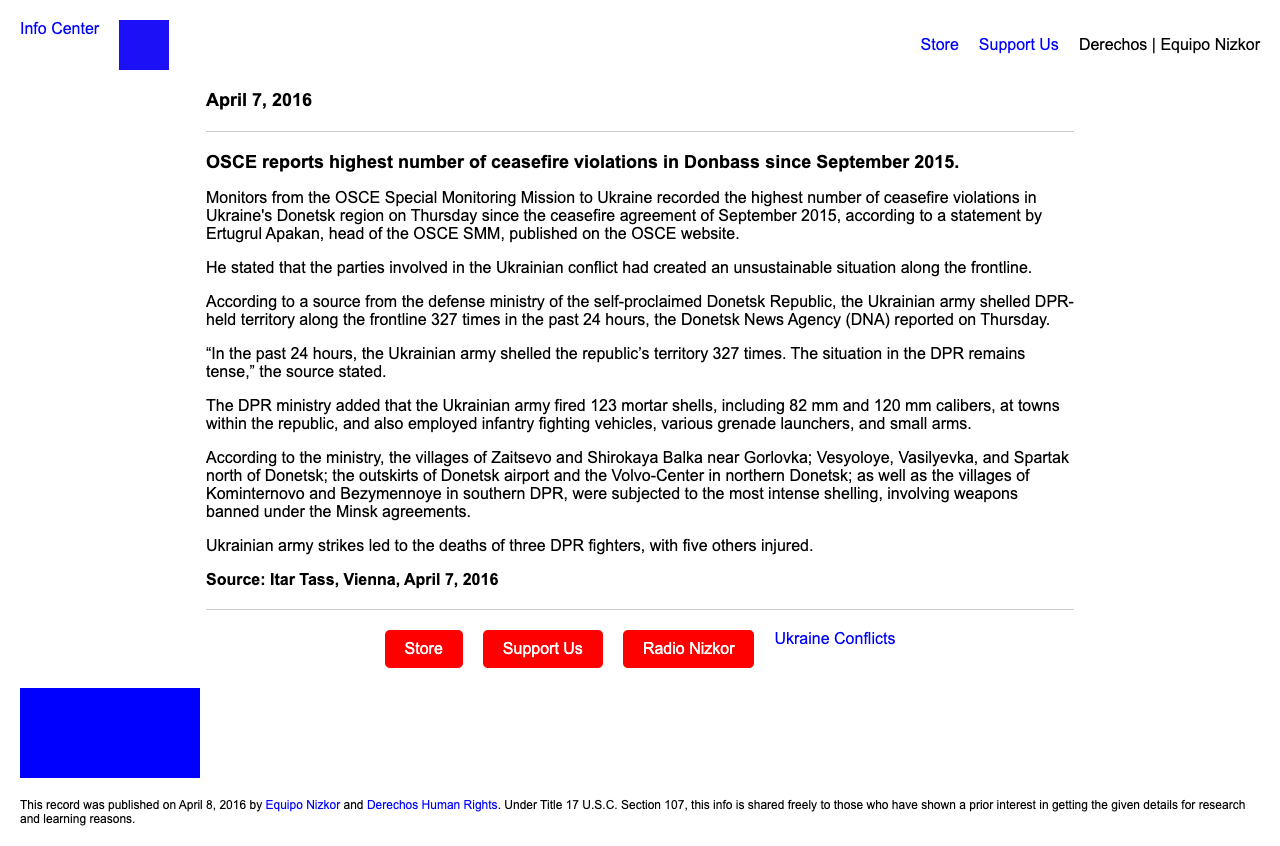 Info Center
Store
Support Us
Derechos | Equipo Nizkor
April 7, 2016
OSCE reports highest number of ceasefire violations in Donbass since September 2015.
Monitors from the OSCE Special Monitoring Mission to Ukraine recorded the highest number of ceasefire violations in
Ukraine's Donetsk region on Thursday since the ceasefire agreement of September 2015, according to a statement by
Ertugrul Apakan, head of the OSCE SMM, published on the OSCE website.
He stated that the parties involved in the Ukrainian conflict had created an unsustainable situation along the frontline.
According to a source from the defense ministry of the self-proclaimed Donetsk Republic, the Ukrainian army shelled DPR-
held territory along the frontline 327 times in the past 24 hours, the Donetsk News Agency (DNA) reported on Thursday.
“In the past 24 hours, the Ukrainian army shelled the republic’s territory 327 times. The situation in the DPR remains
tense,” the source stated.
The DPR ministry added that the Ukrainian army fired 123 mortar shells, including 82 mm and 120 mm calibers, at towns
within the republic, and also employed infantry fighting vehicles, various grenade launchers, and small arms.
According to the ministry, the villages of Zaitsevo and Shirokaya Balka near Gorlovka; Vesyoloye, Vasilyevka, and Spartak
north of Donetsk; the outskirts of Donetsk airport and the Volvo-Center in northern Donetsk; as well as the villages of
Kominternovo and Bezymennoye in southern DPR, were subjected to the most intense shelling, involving weapons
banned under the Minsk agreements.
Ukrainian army strikes led to the deaths of three DPR fighters, with five others injured.
Source: Itar Tass, Vienna, April 7, 2016
Store
Support Us
Radio Nizkor
Ukraine Conflicts
This record was published on April 8, 2016 by Equipo Nizkor and Derechos Human Rights. Under Title 17 U.S.C. Section 107, this info is shared freely to those who have shown a prior interest in getting the given details for research
and learning reasons.